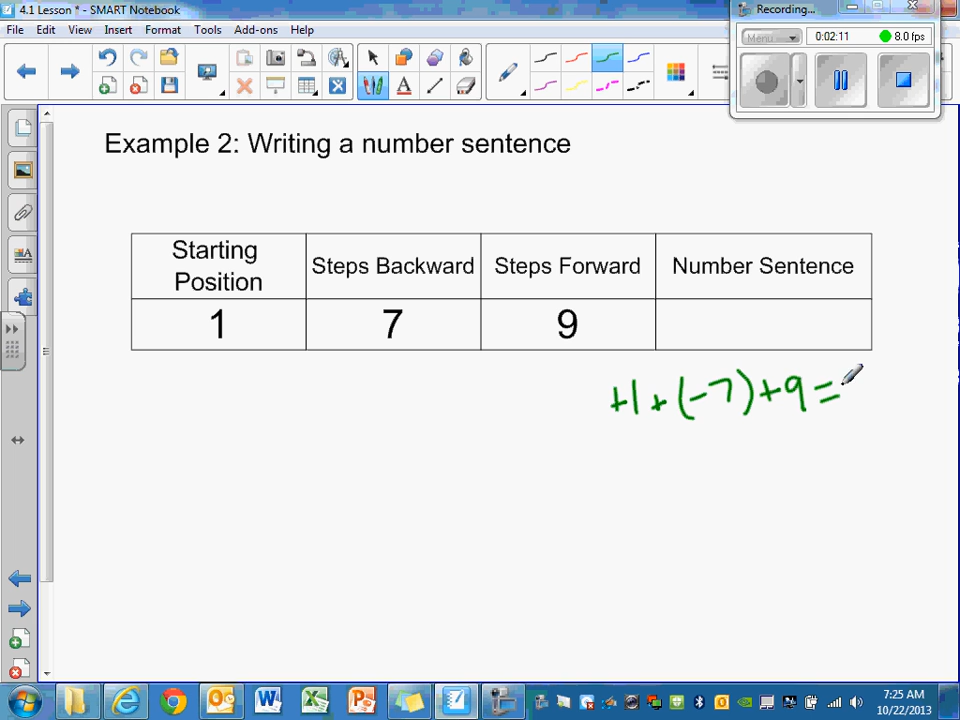 4.1 Lesson * - SMART Notebook
Recording...
File Edit View Insert Format Tools Add-ons Help
Menu
0:02:11
8.0 fps
Example 2: Writing a number sentence
Starting Position
Steps Backward
Steps Forward
Number Sentence
1
7
9
+1+(-7)+9=
7:25 AM
10/22/2013